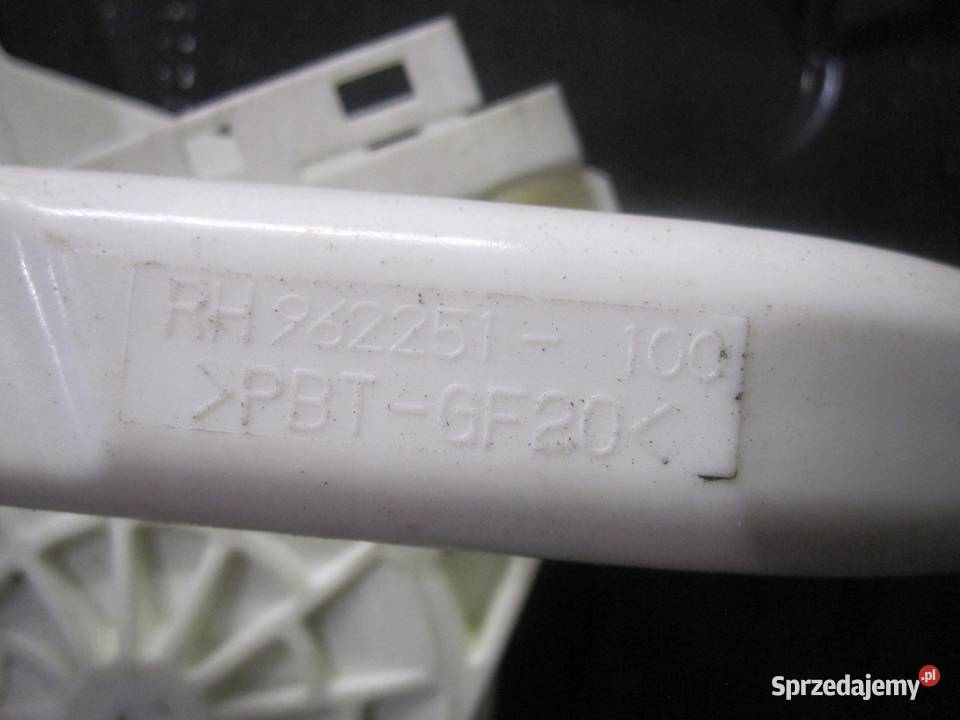 RH 962251 - 100
>PBT-GF20<
Sprzedajemy.pl